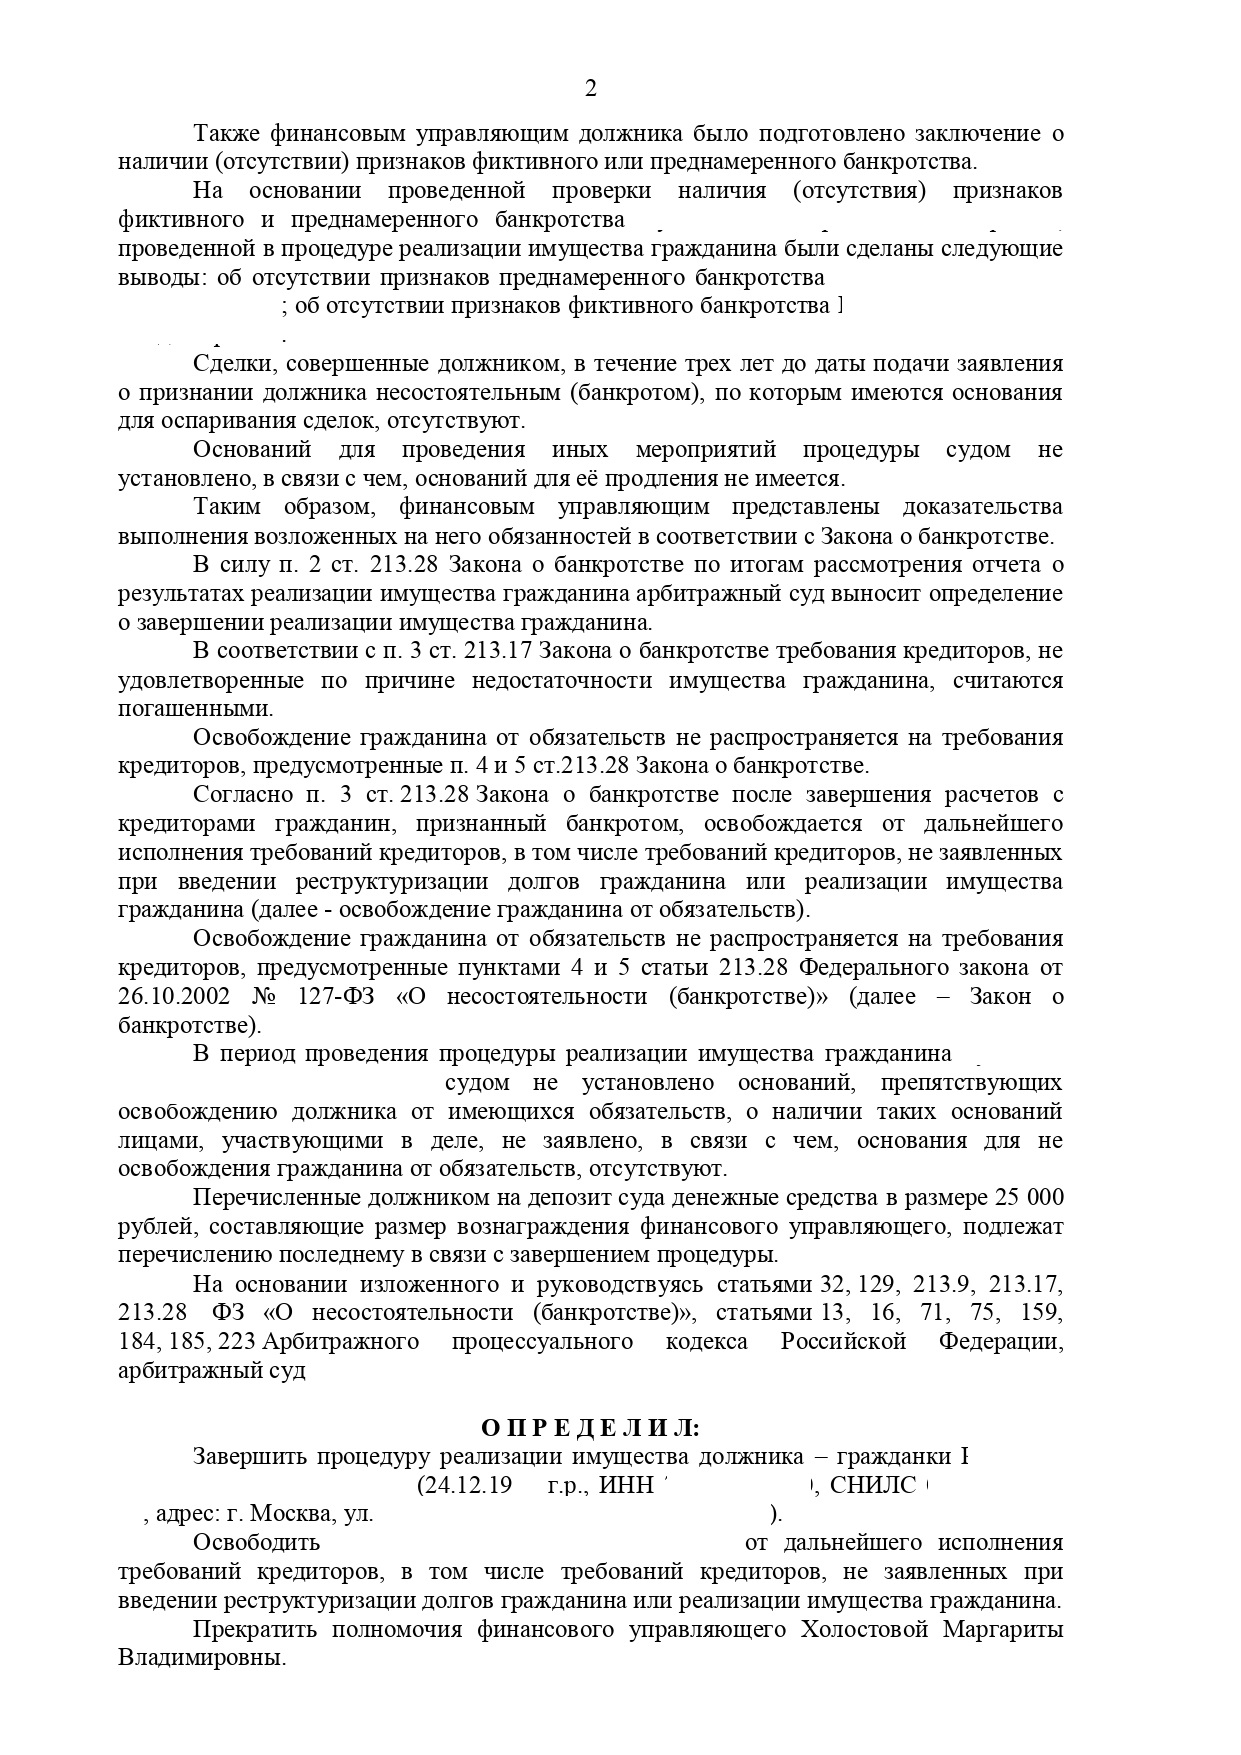 2
Также финансовым управляющим должника было подготовлено заключение о
наличии (отсутствии) признаков фиктивного или преднамеренного банкротства.
На основании проведенной проверки наличия (отсутствия) признаков
фиктивного и преднамеренного банкротства
проведенной в процедуре реализации имущества гражданина были сделаны следующие
выводы: об отсутствии признаков преднамеренного банкротства
; об отсутствии признаков фиктивного банкротства
Сделки, совершенные должником, в течение трех лет до даты подачи заявления
о признании должника несостоятельным (банкротом), по которым имеются основания
для оспаривания сделок, отсутствуют.
Оснований для проведения иных мероприятий процедуры судом не
установлено, в связи с чем, оснований для её продления не имеется.
Таким образом, финансовым управляющим представлены доказательства
выполнения возложенных на него обязанностей в соответствии с Закона о банкротстве.
В силу п. 2 ст. 213.28 Закона о банкротстве по итогам рассмотрения отчета о
результатах реализации имущества гражданина арбитражный суд выносит определение
о завершении реализации имущества гражданина.
В соответствии с п. 3 ст. 213.17 Закона о банкротстве требования кредиторов, не
удовлетворенные по причине недостаточности имущества гражданина, считаются
погашенными.
Освобождение гражданина от обязательств не распространяется на требования
кредиторов, предусмотренные п. 4 и 5 ст.213.28 Закона о банкротстве.
Согласно п. 3 ст. 213.28 Закона о банкротстве после завершения расчетов с
кредиторами гражданин, признанный банкротом, освобождается от дальнейшего
исполнения требований кредиторов, в том числе требований кредиторов, не заявленных
при введении реструктуризации долгов гражданина или реализации имущества
гражданина (далее - освобождение гражданина от обязательств).
Освобождение гражданина от обязательств не распространяется на требования
кредиторов, предусмотренные пунктами 4 и 5 статьи 213.28 Федерального закона от
26.10.2002 № 127-ФЗ «О несостоятельности (банкротстве)» (далее – Закон о
банкротстве).
В период проведения процедуры реализации имущества гражданина
судом не установлено оснований, препятствующих
освобождению должника от имеющихся обязательств, о наличии таких оснований
лицами, участвующими в деле, не заявлено, в связи с чем, основания для не
освобождения гражданина от обязательств, отсутствуют.
Перечисленные должником на депозит суда денежные средства в размере 25 000
рублей, составляющие размер вознаграждения финансового управляющего, подлежат
перечислению последнему в связи с завершением процедуры.
На основании изложенного и руководствуясь статьями 32, 129, 213.9, 213.17,
213.28 ФЗ «О несостоятельности (банкротстве)», статьями 13, 16, 71, 75, 159,
184, 185, 223 Арбитражного процессуального кодекса Российской Федерации,
арбитражный суд
О П Р Е Д Е Л И Л:
Завершить процедуру реализации имущества должника – гражданки
(24.12.19 г.р., ИНН , СНИЛС
, адрес: г. Москва, ул. ).
Освободить от дальнейшего исполнения
требований кредиторов, в том числе требований кредиторов, не заявленных при
введении реструктуризации долгов гражданина или реализации имущества гражданина.
Прекратить полномочия финансового управляющего Холостовой Маргариты
Владимировны.